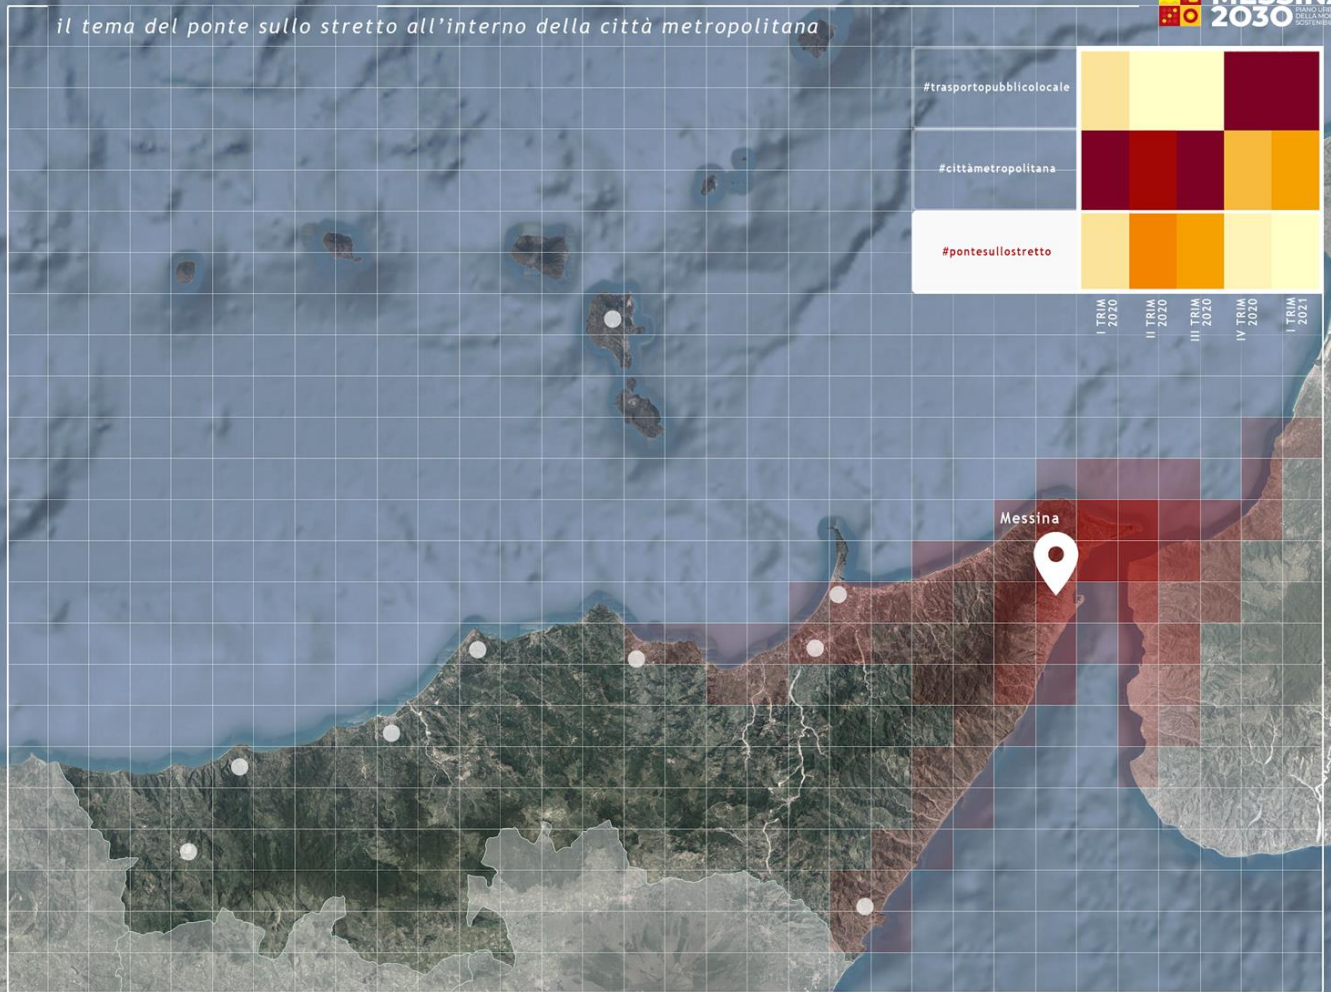 il tema del ponte sullo stretto all'interno della città metropolitana
MESSINA
2030
#trasportopubblicolocale
#cittàmetropolitana
#pontesullostretto
I TRIM
2020
II TRIM
2020
III TRIM
2020
IV TRIM
2020
I TRIM
2021
Messina